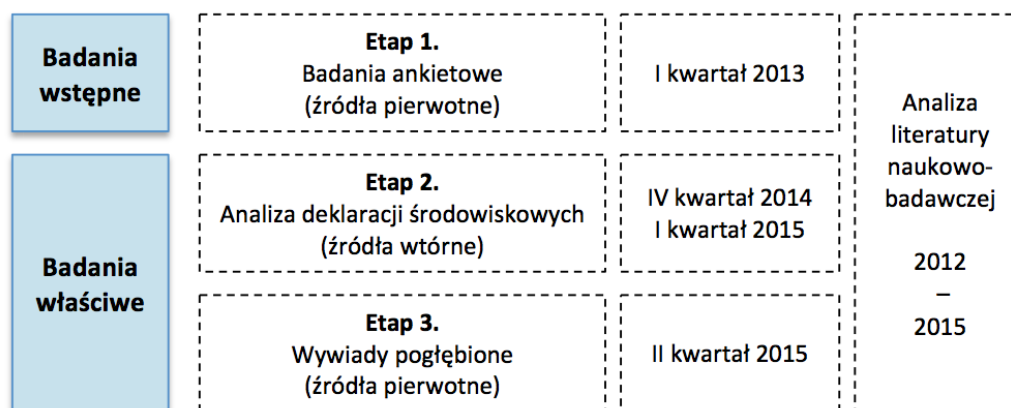 Badania
wstępne
Etap 1.
Badania ankietowe
(źródła pierwotne)
I kwartał 2013
Badania
właściwe
Etap 2.
Analiza deklaracji środowiskowych
(źródła wtórne)
IV kwartał 2014
I kwartał 2015
Etap 3.
Wywiady pogłębione
(źródła pierwotne)
II kwartał 2015
Analiza
literatury
naukowo-
badawczej
2012
–
2015